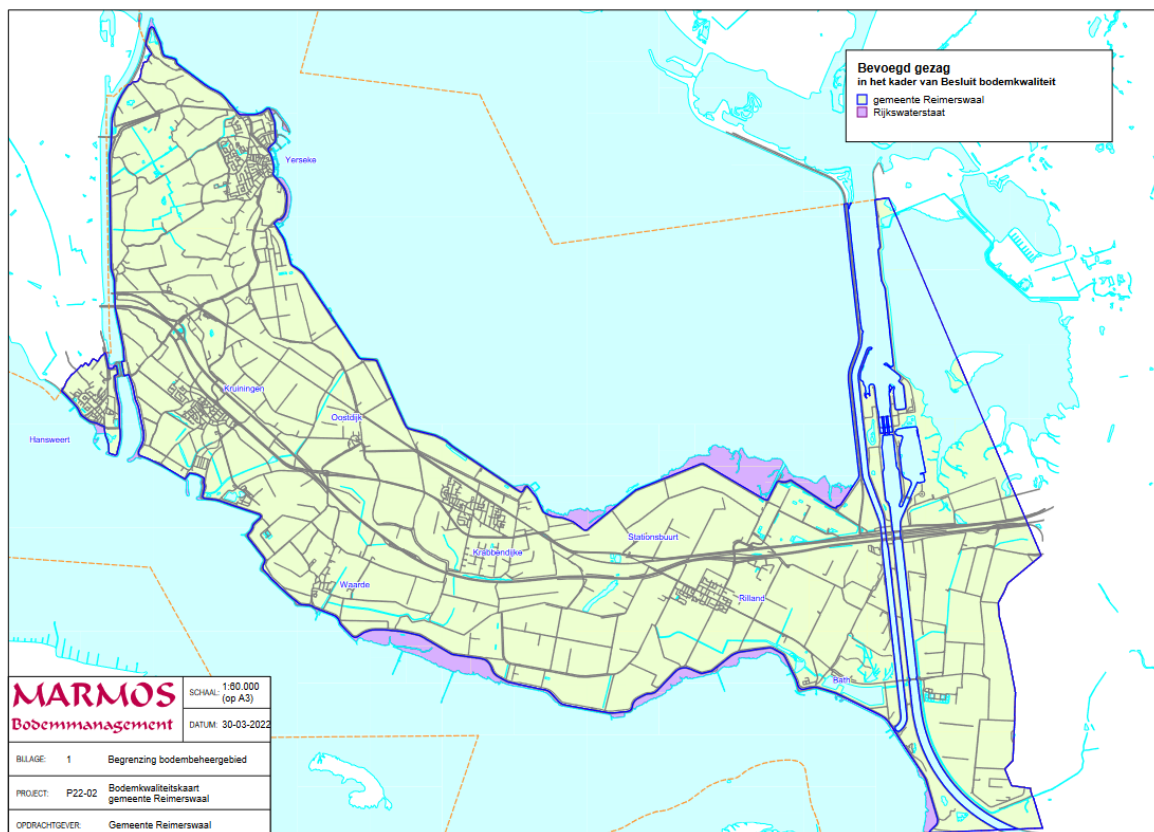 Bevoegd gezag
in het kader van Besluit bodemkwaliteit
gemeente Reimerswaal
Rijkswaterstaat
Yerseke
Kruiningen
Oostdijk
Hansweert
Krabbendijke
Stationsbuurt
Waarde
Rilland
Bath
MARMOS
Bodemmanagement
SCHAAL: 1:60.000
(op A3)
DATUM: 30-03-2022
BIJLAGE: 1 Begrenzing bodembeheergebied
PROJECT: P22-02 Bodemkwaliteitskaart
gemeente Reimerswaal
OPDRACHTGEVER: Gemeente Reimerswaal